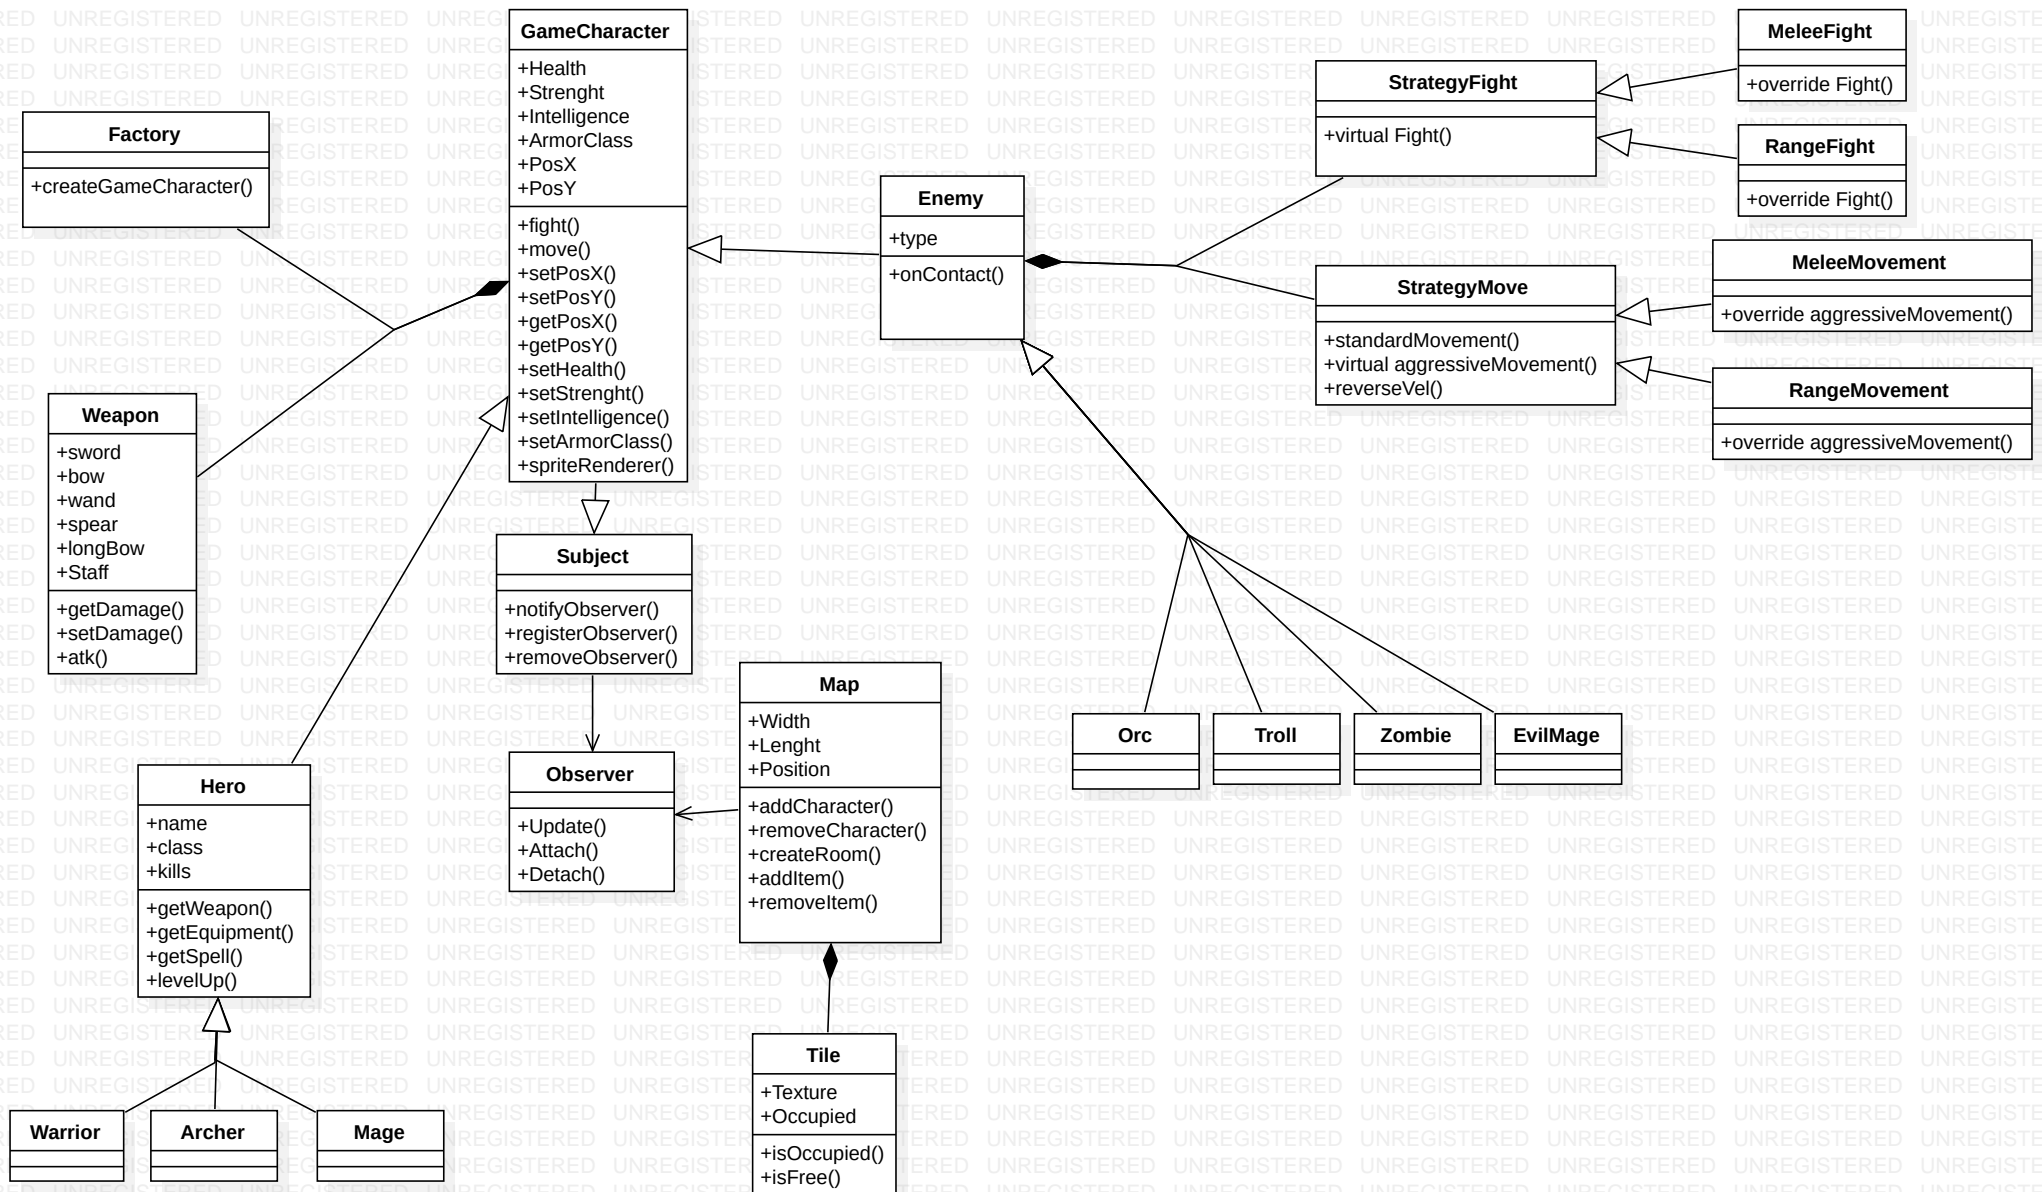 GameCharacter
+Health
+Strenght
+Intelligence
+ArmorClass
+PosX
+PosY
+fight()
+move()
+setPosX()
+setPosY()
+getPosX()
+getPosY()
+setHealth()
+setStrenght()
+setIntelligence()
+setArmorClass()
+spriteRenderer()
Factory
+createGameCharacter()
Weapon
+sword
+bow
+wand
+spear
+longBow
+Staff
+getDamage()
+setDamage()
+atk()
Enemy
+type
+onContact()
StrategyFight
+virtual Fight()
MeleeFight
+override Fight()
RangeFight
+override Fight()
StrategyMove
+standardMovement()
+virtual aggressiveMovement()
+reverseVel()
MeleeMovement
+override aggressiveMovement()
RangeMovement
+override aggressiveMovement()
Subject
+notifyObserver()
+registerObserver()
+removeObserver()
Observer
+Update()
+Attach()
+Detach()
Map
+Width
+Lenght
+Position
+addCharacter()
+removeCharacter()
+createRoom()
+addItem()
+removeItem()
Orc
Troll
Zombie
EvilMage
Hero
+name
+class
+kills
+getWeapon()
+getEquipment()
+getSpell()
+levelUp()
Warrior
Archer
Mage
Tile
+Texture
+Occupied
+isOccupied()
+isFree()
UNREGISTERED